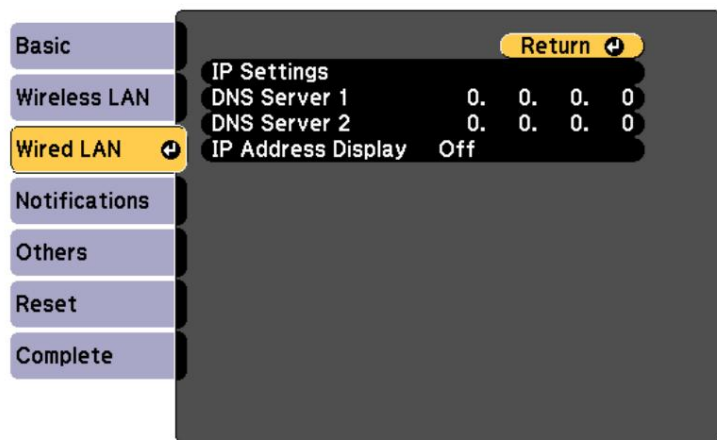 Basic
Wireless LAN
Wired LAN
Notifications
Others
Reset
Complete
Return
IP Settings
DNS Server 1 0. 0. 0. 0
DNS Server 2 0. 0. 0. 0
IP Address Display Off